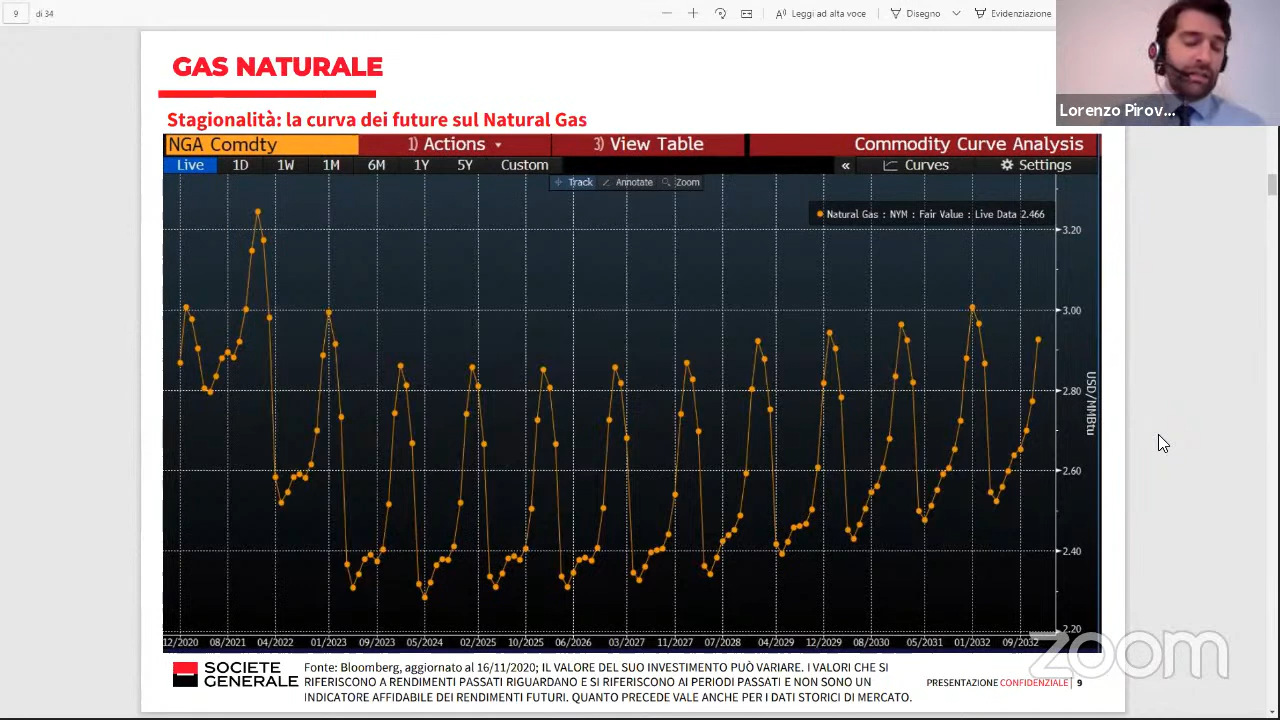 9 di 34
Leggi ad alta voce
Disegno
Evidenziazione
Lorenzo Pirov...
GAS NATURALE
Stagionalità: la curva dei future sul Natural Gas
NGA Comdty 1) Actions 3) View Table Commodity Curve Analysis
Live 1D 1W 1M 6M 1Y 5Y Custom « Curves Settings
Track Annotate Zoom
Natural Gas : NYM : Fair Value : Live Data 2.466
3.20
3.00
2.80
2.60
2.40
2.20
USD/MMBtu
12/2020 08/2021 04/2022 01/2023 09/2023 05/2024 02/2025 10/2025 06/2026 03/2027 11/2027 07/2028 04/2029 12/2029 08/2030 05/2031 01/2032 09/2032
zoom
SOCIETE
GENERALE
Fonte: Bloomberg, aggiornato al 16/11/2020; IL VALORE DEL SUO INVESTIMENTO PUÒ VARIARE. I VALORI CHE SI
RIFERISCONO A RENDIMENTI PASSATI RIGUARDANO E SI RIFERISCONO AI PERIODI PASSATI E NON SONO UN
INDICATORE AFFIDABILE DEI RENDIMENTI FUTURI. QUANTO PRECEDE VALE ANCHE PER I DATI STORICI DI MERCATO.
PRESENTAZIONE CONFIDENZIALE | 9